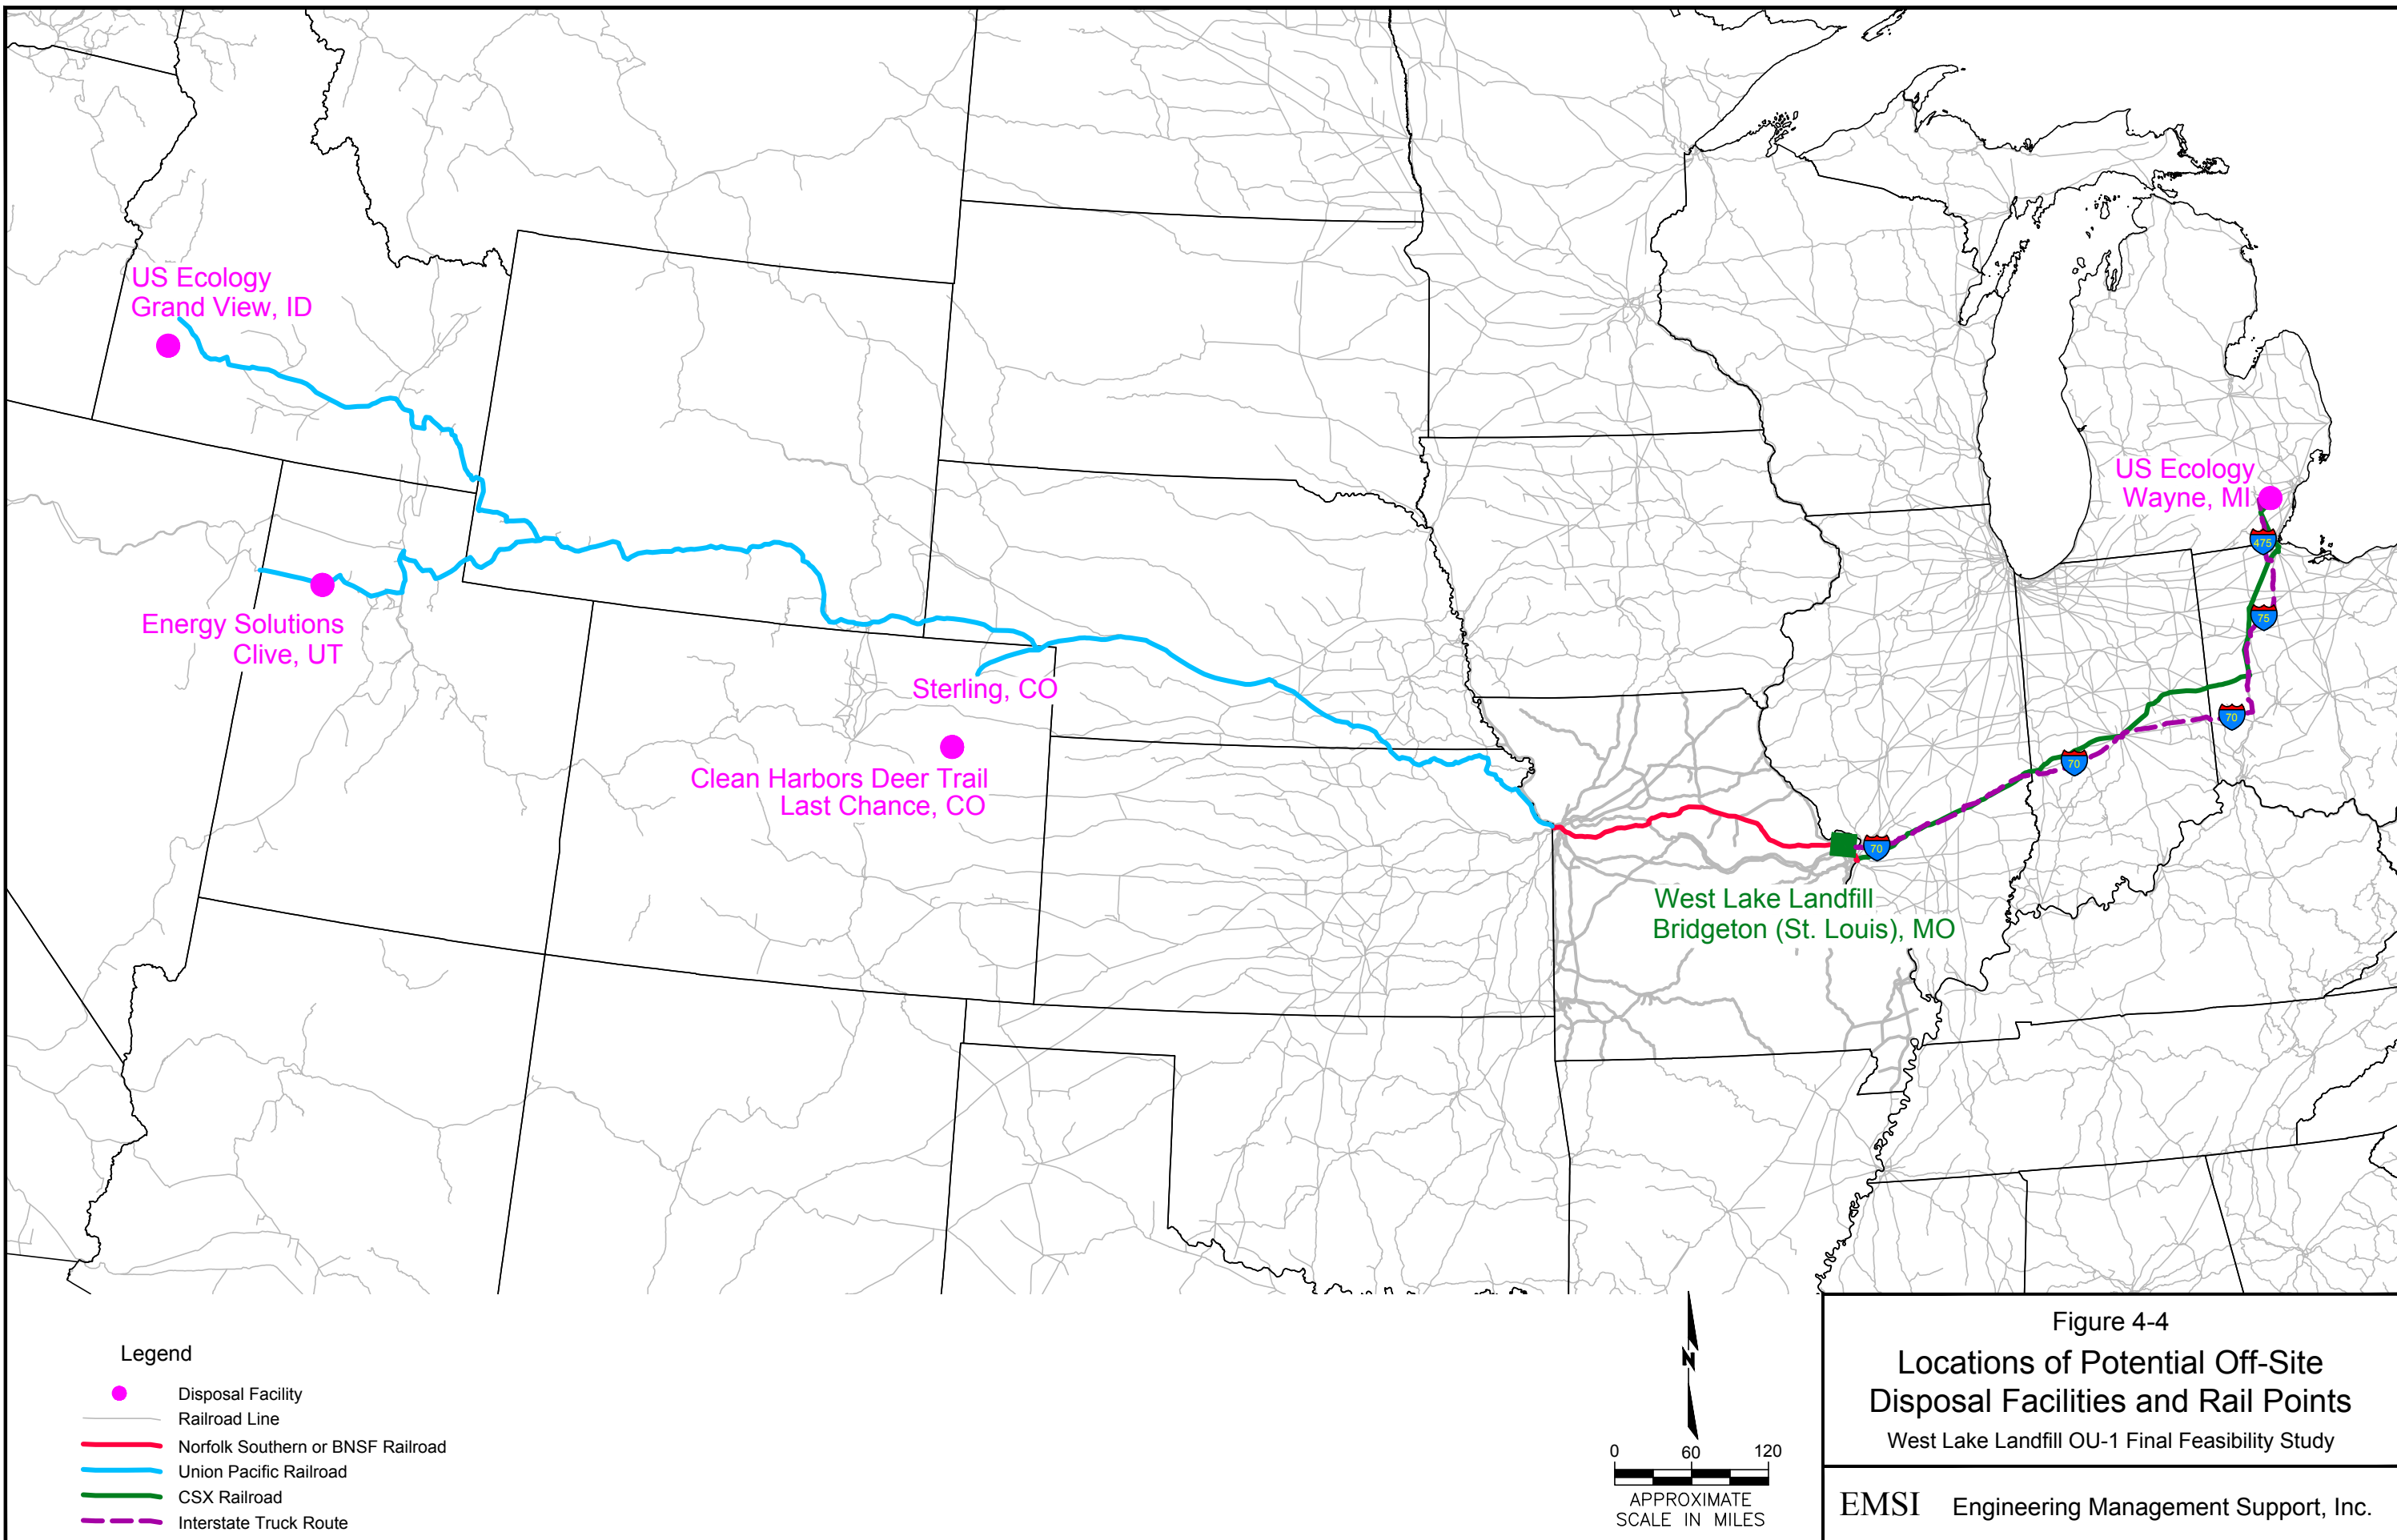 US Ecology
Grand View, ID
Energy Solutions
Clive, UT
Sterling, CO
Clean Harbors Deer Trail
Last Chance, CO
US Ecology
Wayne, MI
475
75
70
70
70
West Lake Landfill
Bridgeton (St. Louis), MO
Legend
Disposal Facility
Railroad Line
Norfolk Southern or BNSF Railroad
Union Pacific Railroad
CSX Railroad
Interstate Truck Route
N
0 60 120
APPROXIMATE
SCALE IN MILES
Figure 4-4
Locations of Potential Off-Site
Disposal Facilities and Rail Points
West Lake Landfill OU-1 Final Feasibility Study
EMSI Engineering Management Support, Inc.